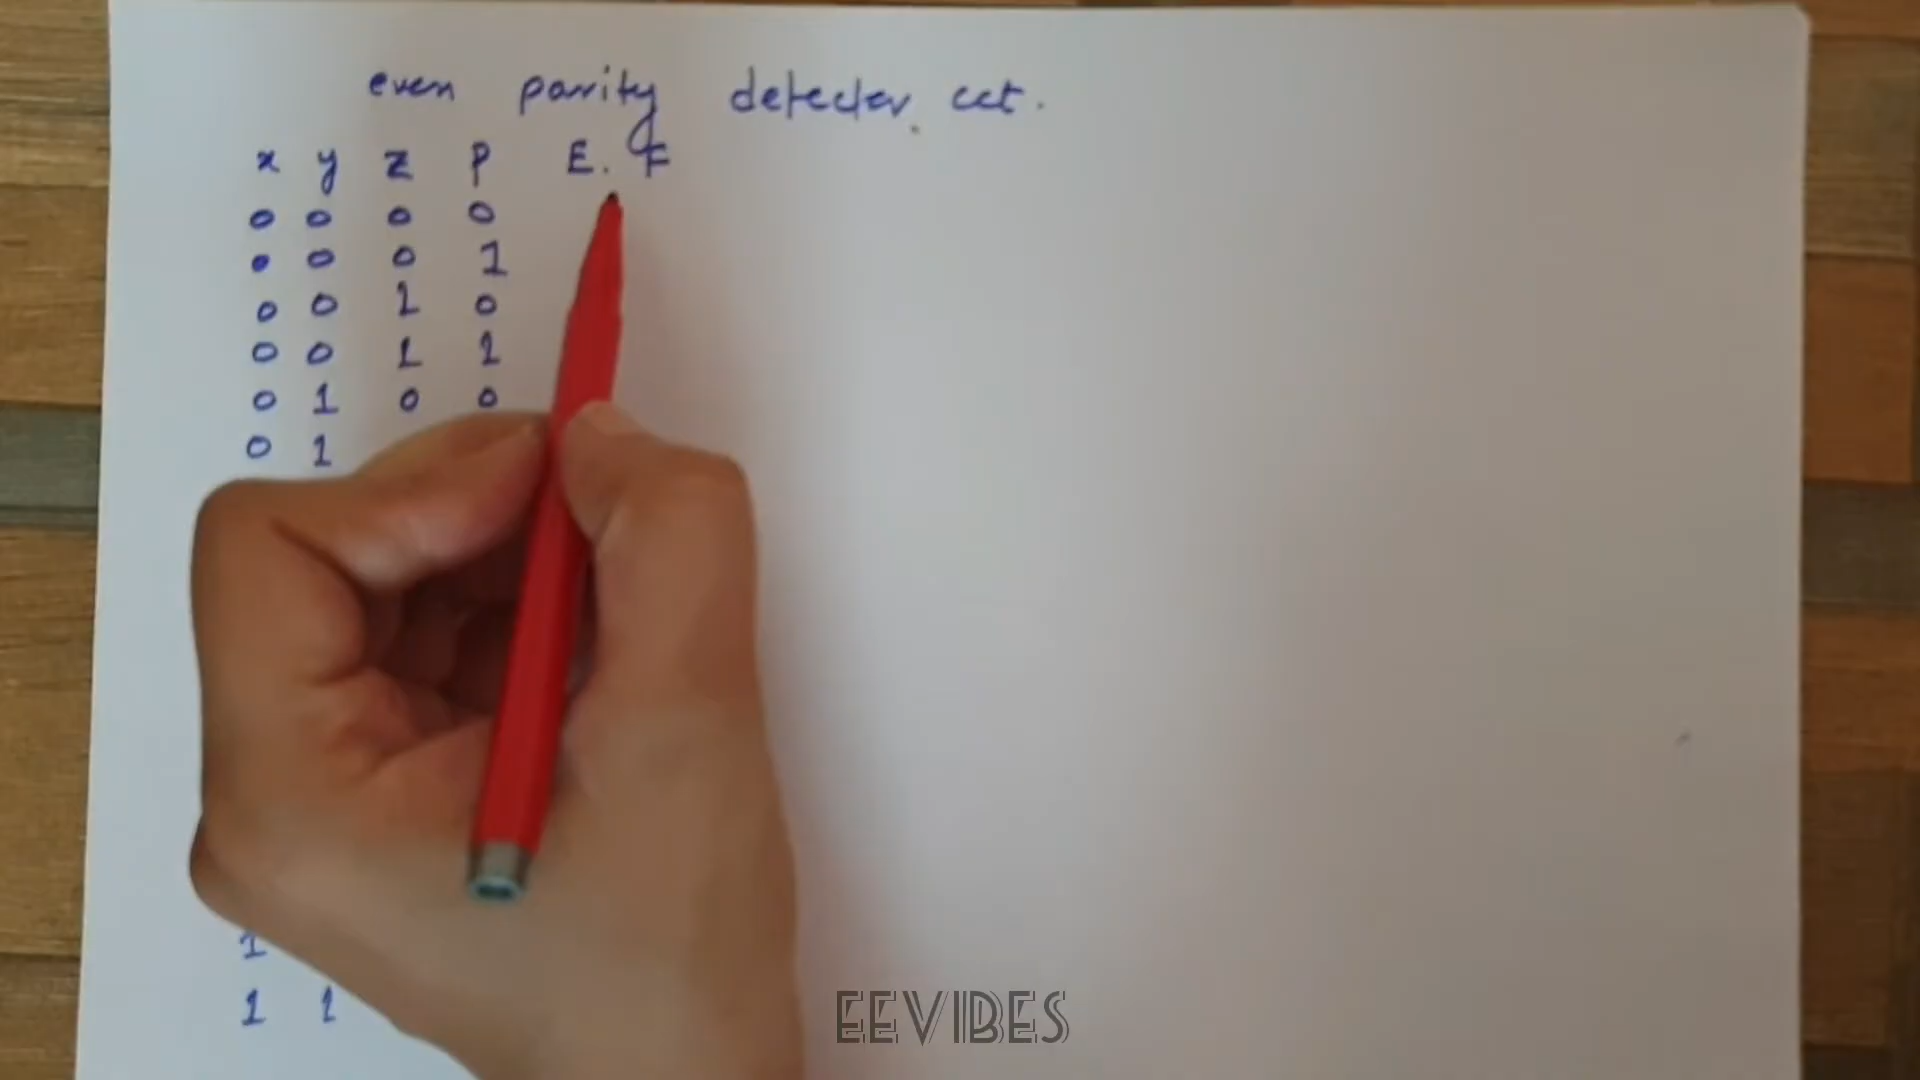 even parity detector cct.
x y z P E. F
0 0 0 0
0 0 0 1
0 0 1 0
0 0 1 1
0 1 0 0
0 1
1
1 1
EEVIBES